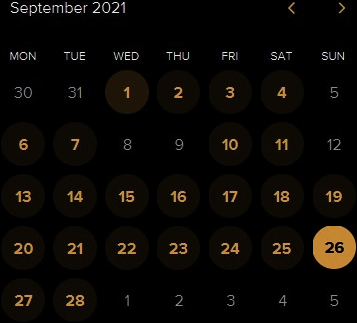 September 2021
MON TUE WED THU FRI SAT SUN
30 31 1 2 3 4 5
6 7 8 9 10 11 12
13 14 15 16 17 18 19
20 21 22 23 24 25 26
27 28 1 2 3 4 5